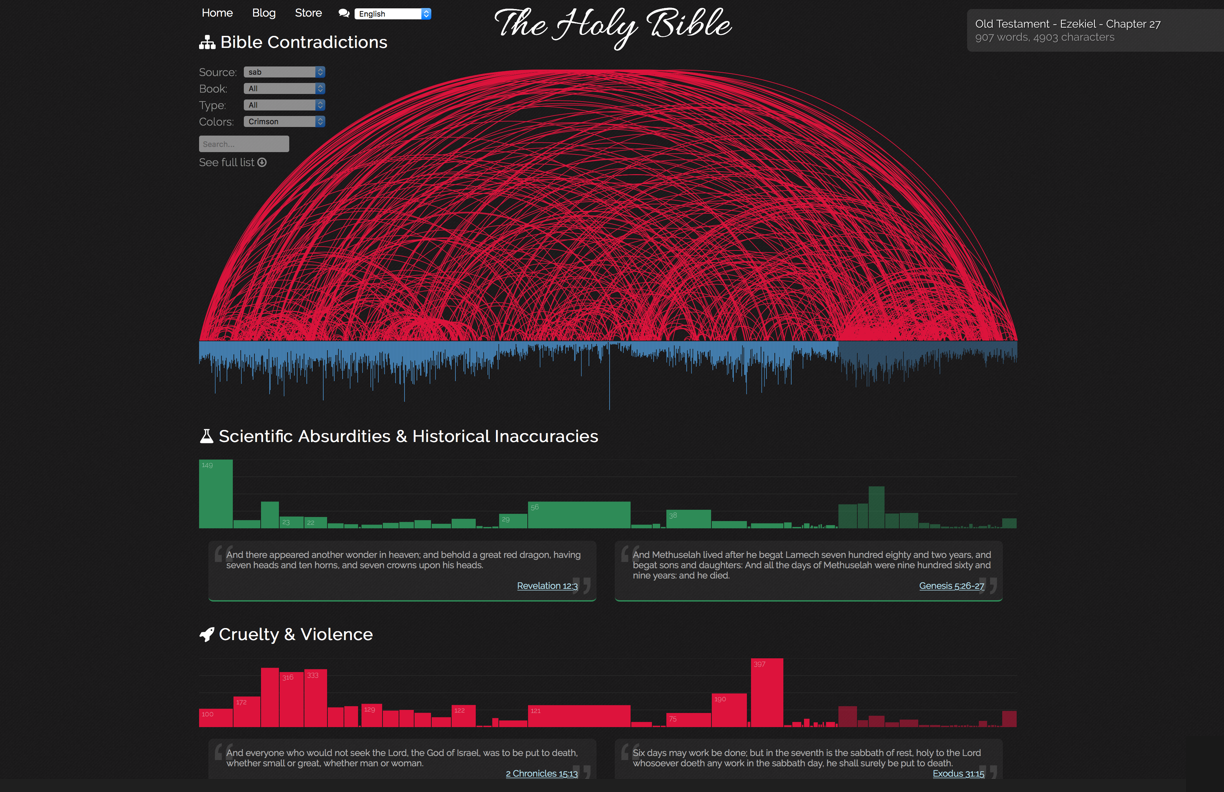 Home Blog Store English
The Holy Bible
Old Testament - Ezekiel - Chapter 27
907 words, 4903 characters
Bible Contradictions
Source: sab
Book: All
Type: All
Colors: Crimson
Search...
See full list
Scientific Absurdities & Historical Inaccuracies
149
23 22 29 56 38
And there appeared another wonder in heaven; and behold a great red dragon, having
seven heads and ten horns, and seven crowns upon his heads.
Revelation 12:3
And Methuselah lived after he begat Lamech seven hundred eighty and two years, and
begat sons and daughters: And all the days of Methuselah were nine hundred sixty and
nine years: and he died.
Genesis 5:26-27
Cruelty & Violence
100 172 316 333 129 122 121 75 190 397
And everyone who would not seek the Lord, the God of Israel, was to be put to death,
whether small or great, whether man or woman.
2 Chronicles 15:13
Six days may work be done; but in the seventh is the sabbath of rest, holy to the Lord
whosoever doeth any work in the sabbath day, he shall surely be put to death.
Exodus 31:15